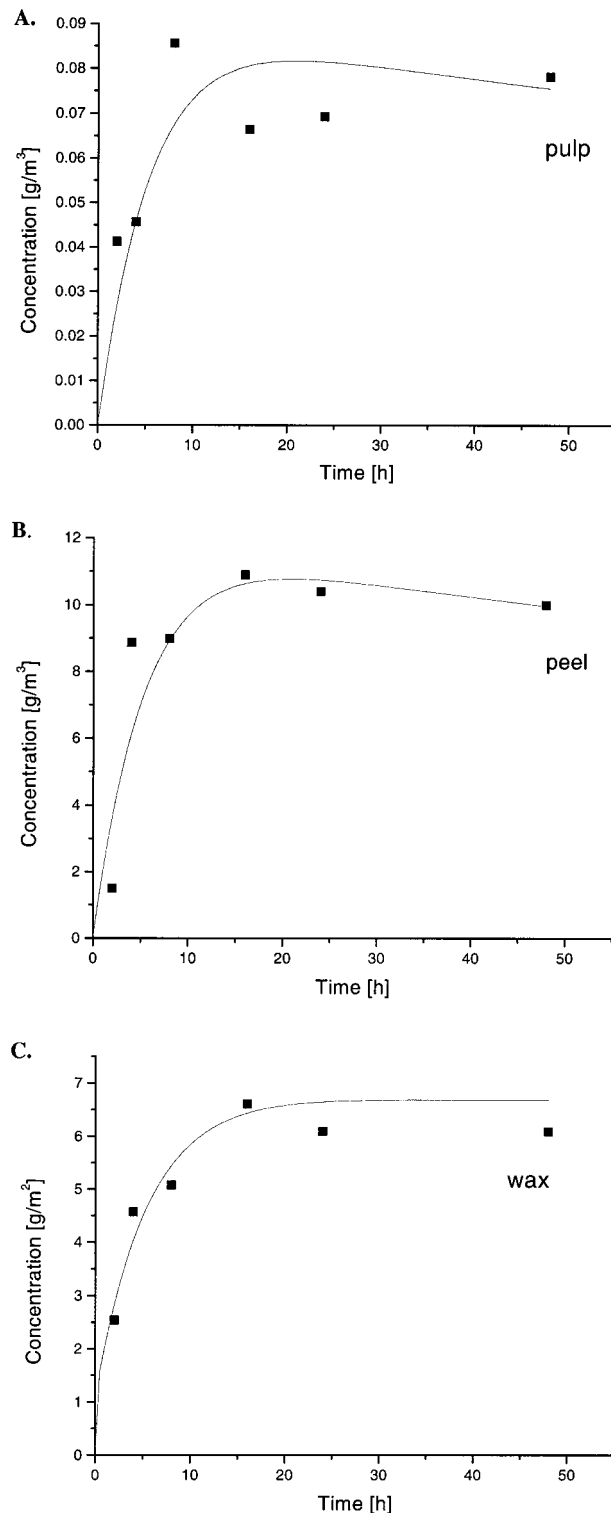 A.
Concentration [g/m³]
0.09
0.08
0.07
0.06
0.05
0.04
0.03
0.02
0.01
0.00
pulp
0 10 20 30 40 50
Time [h]
B.
Concentration [g/m³]
12
10
8
6
4
2
0
peel
0 10 20 30 40 50
Time [h]
C.
Concentration [g/m²]
7
6
5
4
3
2
1
0
wax
0 10 20 30 40 50
Time [h]